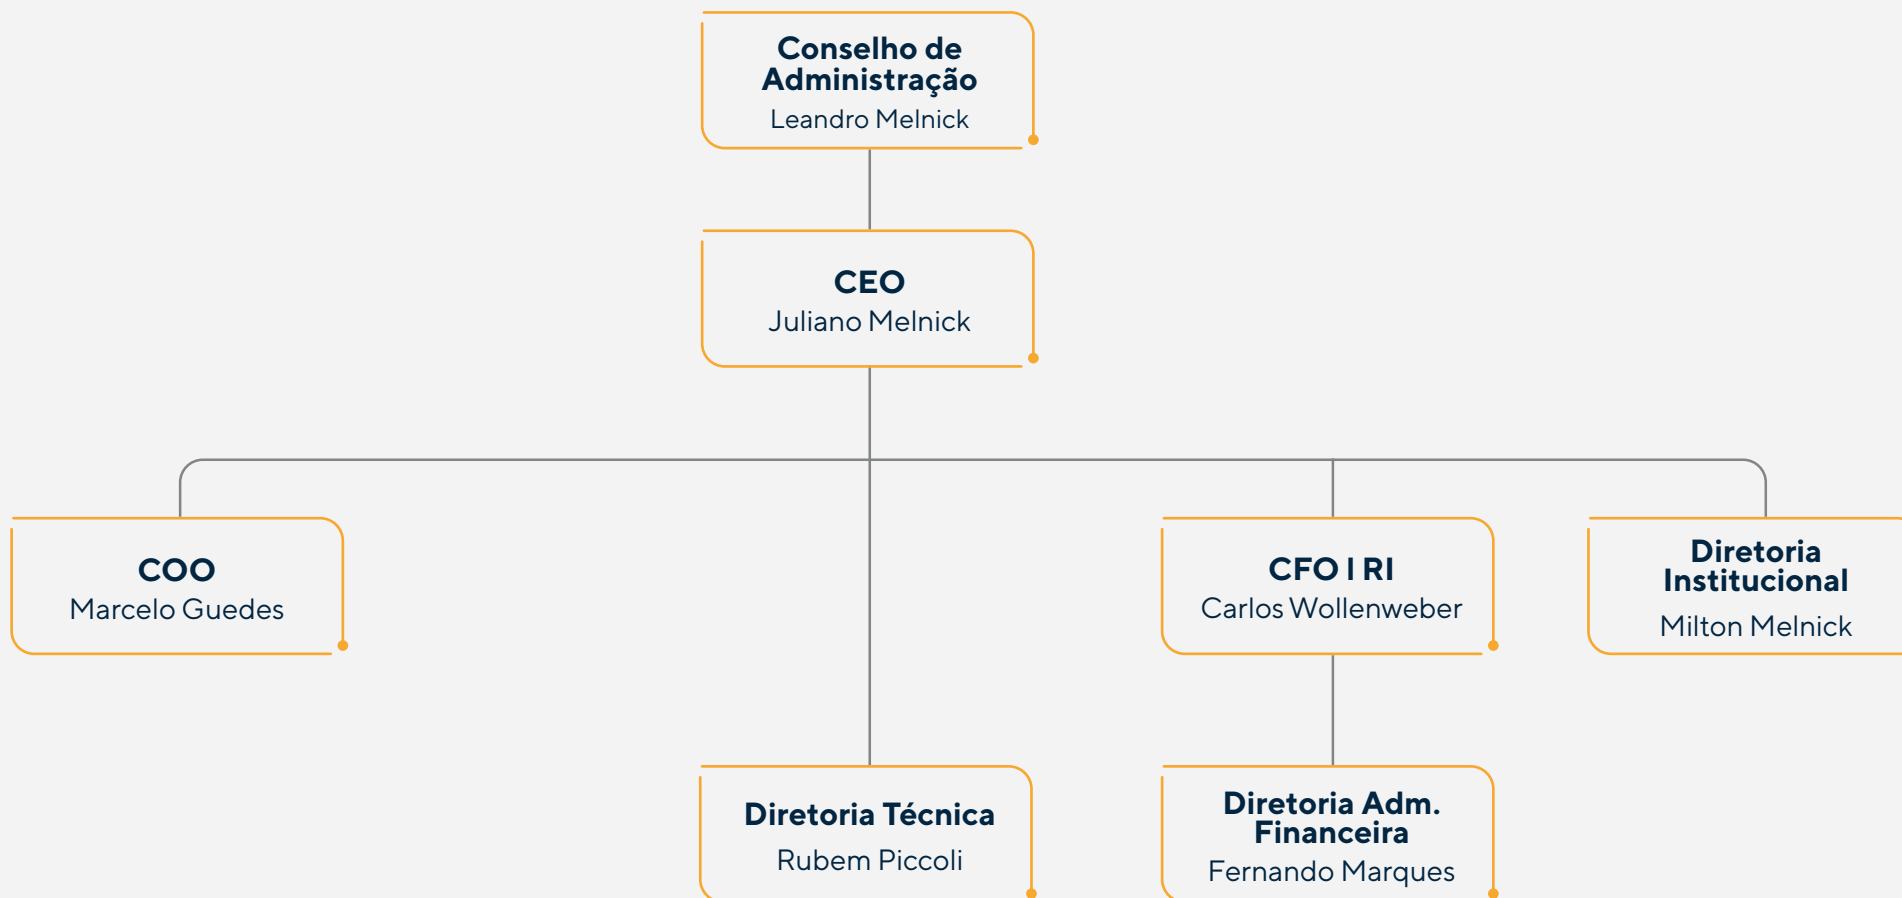 Conselho de
Administração
Leandro Melnick
CEO
Juliano Melnick
COO
Marcelo Guedes
CFO I RI
Carlos Wollenweber
Diretoria
Institucional
Milton Melnick
Diretoria Técnica
Rubem Piccoli
Diretoria Adm.
Financeira
Fernando Marques